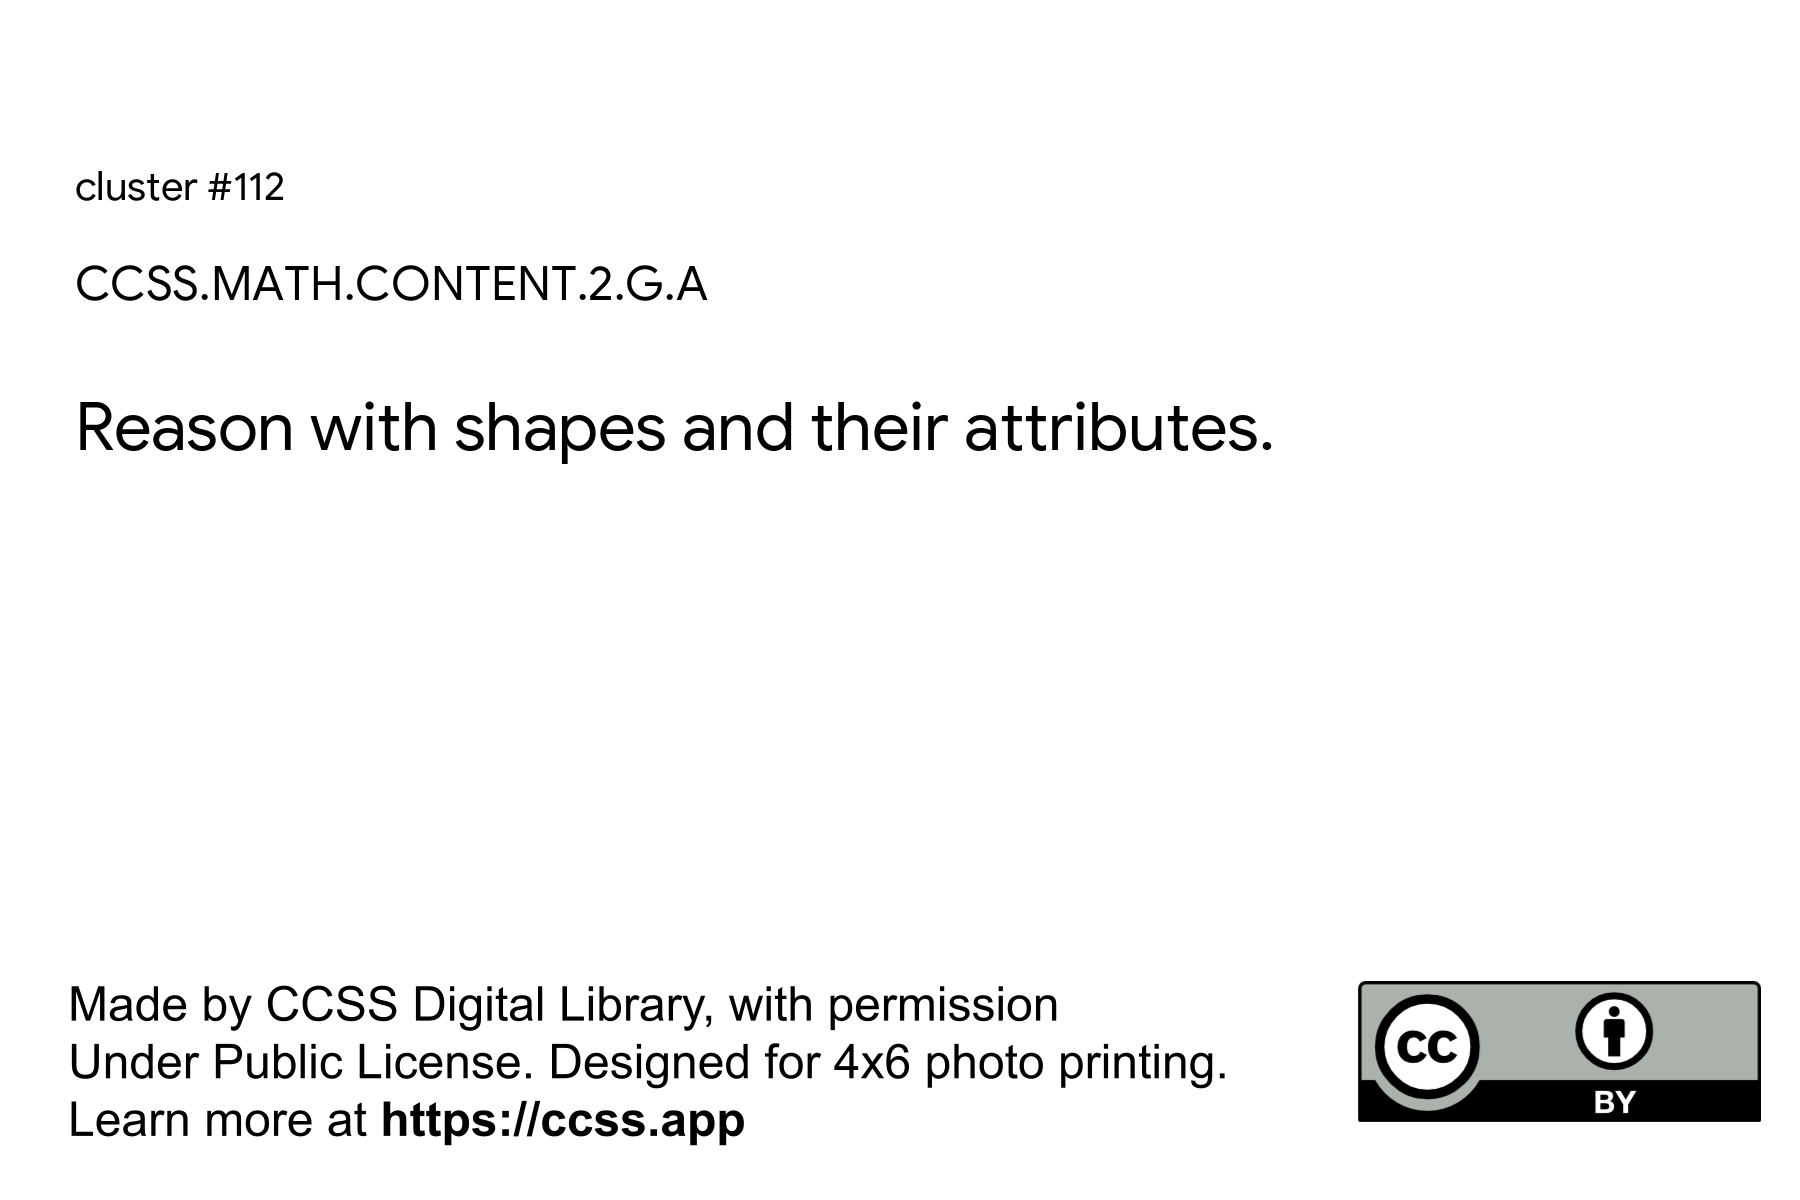 cluster #112
CCSS.MATH.CONTENT.2.G.A
Reason with shapes and their attributes.
Made by CCSS Digital Library, with permission
Under Public License. Designed for 4x6 photo printing.
Learn more at https://ccss.app
CC
BY